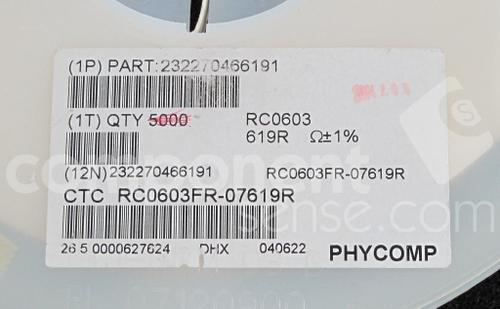 (1P) PART:232270466191
(1T) QTY 5000 RC0603
619R Ω±1%
(12N) 232270466191 RC0603FR-07619R
CTC RC0603FR-07619R
26 5 0000627624 DHX 040622 PHYCOMP
component
sense.com